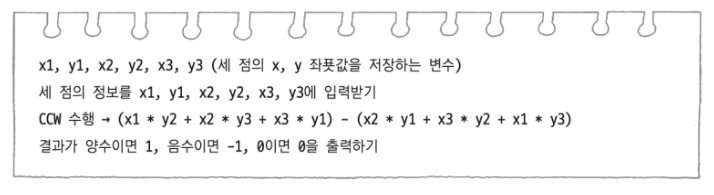 x1, y1, x2, y2, x3, y3 (세 점의 x, y 좌푯값을 저장하는 변수)
세 점의 정보를 x1, y1, x2, y2, x3, y3에 입력받기
CCW 수행 → (x1 * y2 + x2 * y3 + x3 * y1) - (x2 * y1 + x3 * y2 + x1 * y3)
결과가 양수이면 1, 음수이면 -1, 0이면 0을 출력하기